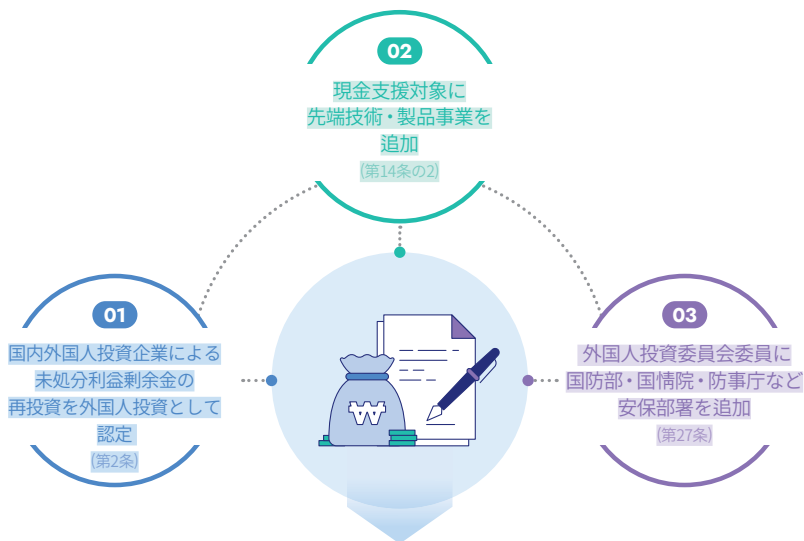 02
現金支援対象に
先端技術・製品事業を
追加
(第14条の2)
01
国内外国人投資企業による
未処分利益剰余金の
再投資を外国人投資として
認定
(第2条)
03
外国人投資委員会委員に
国防部・国情院・防事庁など
安保部署を追加
(第27条)
₩